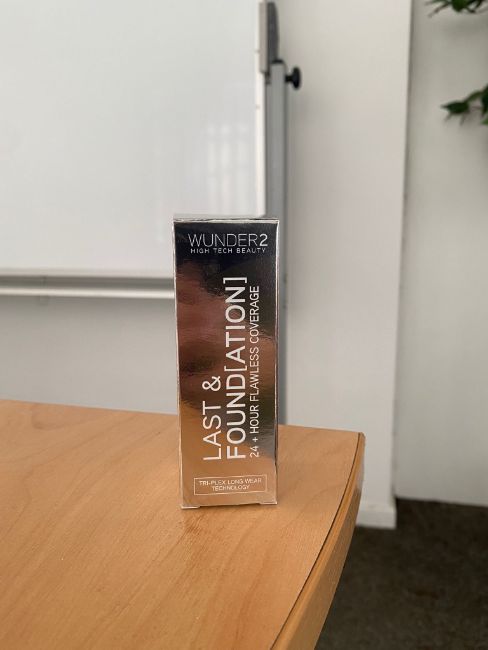 WUNDER2
HIGH TECH BEAUTY
LAST &
FOUND[ATION]
24 + HOUR FLAWLESS COVERAGE
TRI-PLEX LONG WEAR
TECHNOLOGY